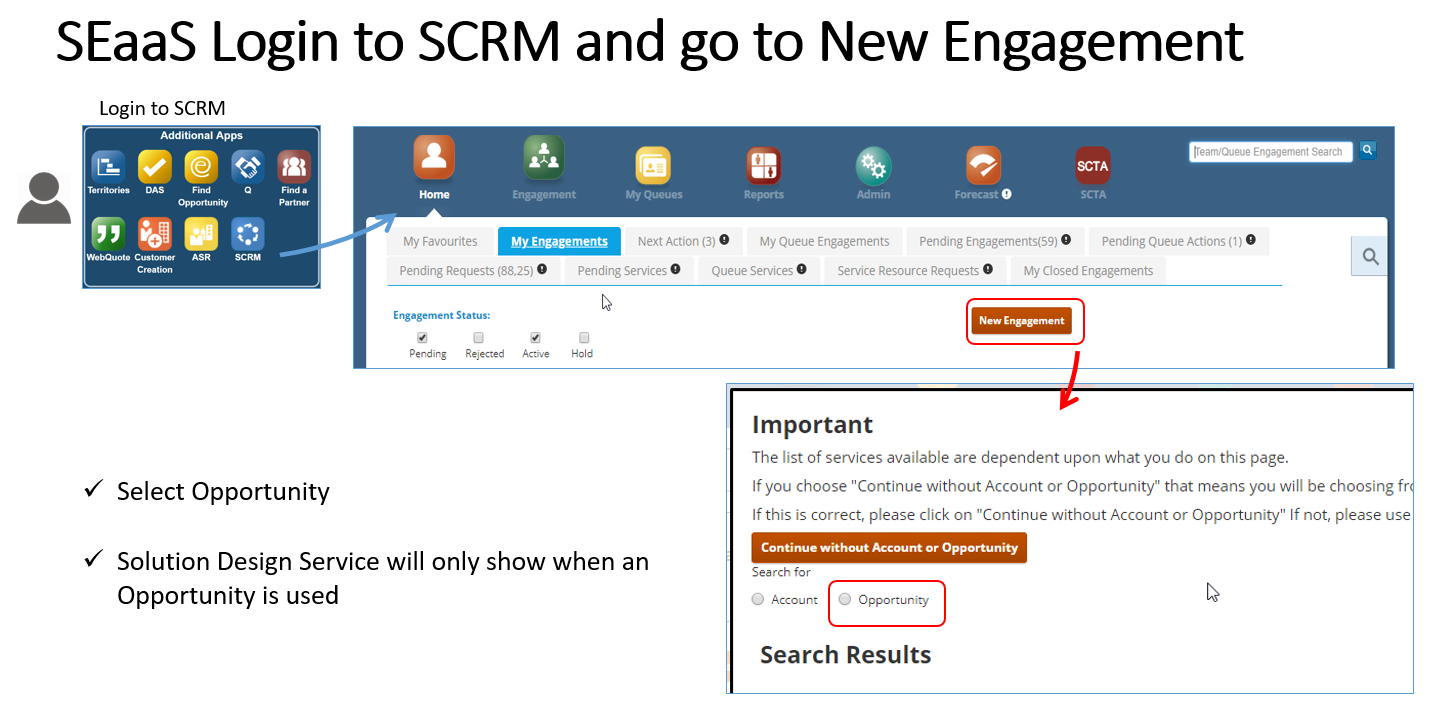 SEaaS Login to SCRM and go to New Engagement
Login to SCRM
Additional Apps
Territories DAS Find Opportunity Q Find a Partner
WebQuote Customer Creation ASR SCRM
Home Engagement My Queues Reports Admin Forecast SCTA SCTA
Team/Queue Engagement Search
My Favourites My Engagements Next Action (3) My Queue Engagements Pending Engagements(59) Pending Queue Actions (1)
Pending Requests (88,25) Pending Services Queue Services Service Resource Requests My Closed Engagements
Engagement Status:
Pending Rejected Active Hold
New Engagement
Important
The list of services available are dependent upon what you do on this page.
If you choose "Continue without Account or Opportunity" that means you will be choosing fro
If this is correct, please click on "Continue without Account or Opportunity" If not, please use
Continue without Account or Opportunity
Search for
Account Opportunity
Search Results
✓ Select Opportunity
✓ Solution Design Service will only show when an
Opportunity is used